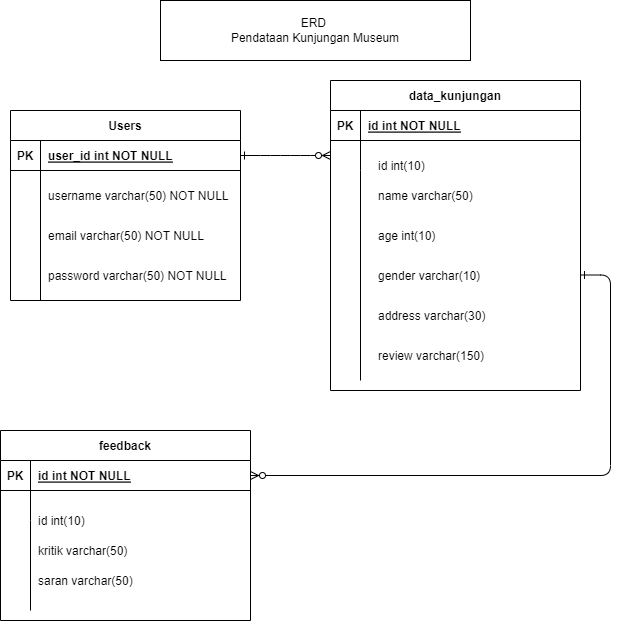 ERD
Pendataan Kunjungan Museum
data_kunjungan
PK id int NOT NULL
id int(10)
name varchar(50)
age int(10)
gender varchar(10)
address varchar(30)
review varchar(150)
Users
PK user_id int NOT NULL
username varchar(50) NOT NULL
email varchar(50) NOT NULL
password varchar(50) NOT NULL
feedback
PK id int NOT NULL
id int(10)
kritik varchar(50)
saran varchar(50)